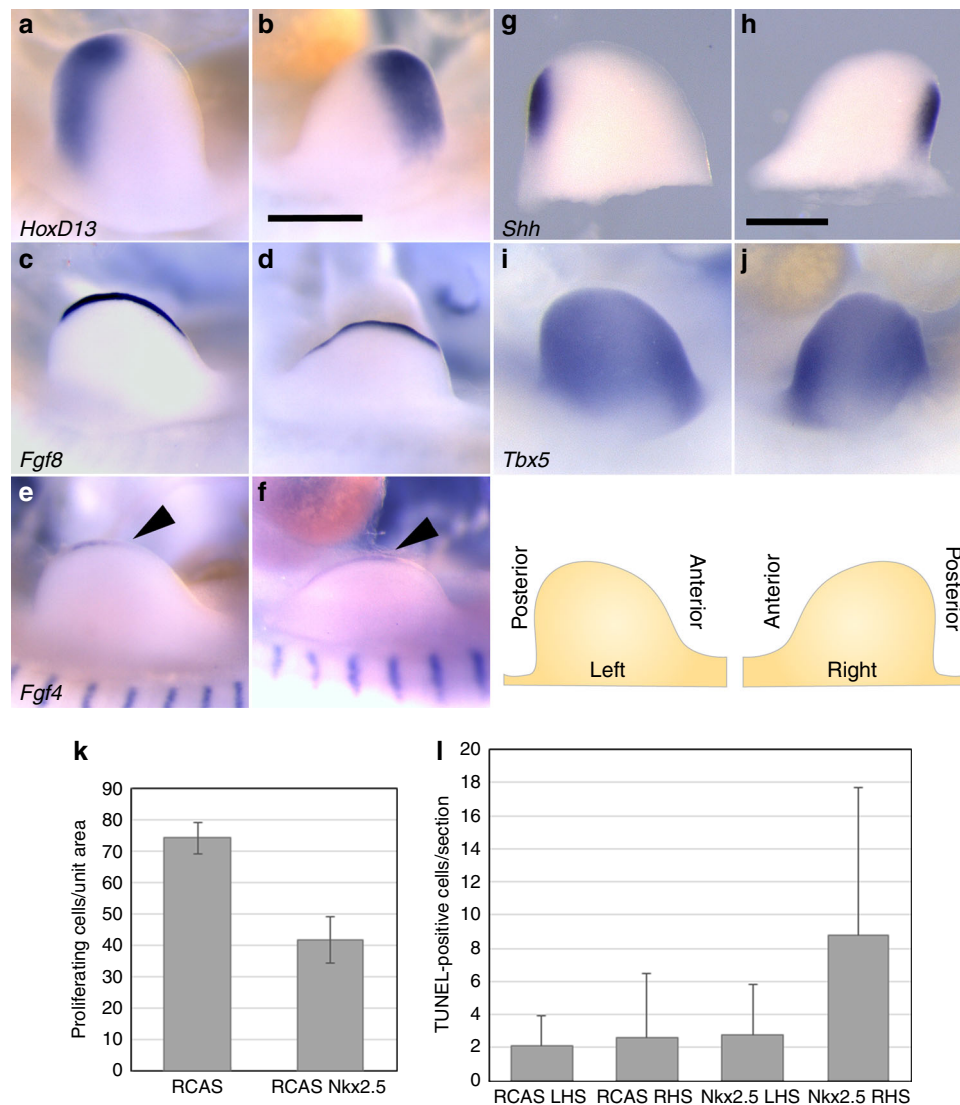 a
b
g
h
HoxD13
Shh
c
d
i
j
Fgf8
Tbx5
e
f
Fgf4
Posterior
Anterior
Left
Anterior
Posterior
Right
k
90
80
70
60
50
40
30
20
10
0
Proliferating cells/unit area
RCAS
RCAS Nkx2.5
l
20
18
16
14
12
10
8
6
4
2
0
TUNEL-positive cells/section
RCAS LHS
RCAS RHS
Nkx2.5 LHS
Nkx2.5 RHS